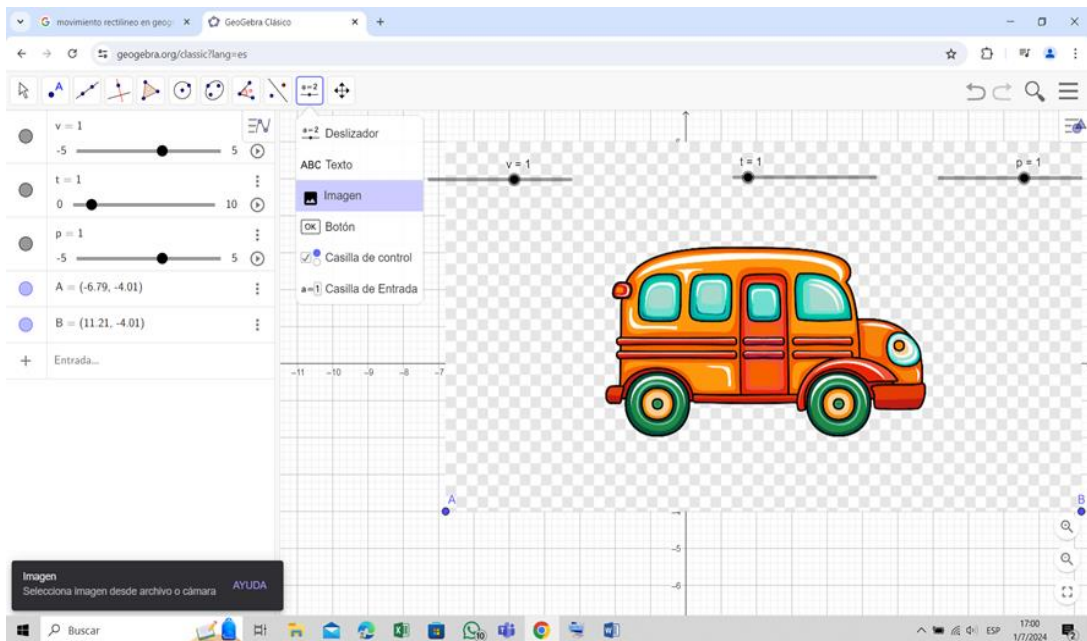 movimiento rectilíneo en geog
GeoGebra Clásico
geogebra.org/classic?lang=es
A
a=2
v = 1
-5
5
t = 1
0
10
p = 1
-5
5
A = (-6.79, -4.01)
B = (11.21, -4.01)
Entrada...
a=2 Deslizador
ABC Texto
Imagen
OK Botón
Casilla de control
a=1 Casilla de Entrada
v = 1
t = 1
p = 1
-11 -10 -9 -8 -7
A
B
-5
-6
Imagen
Selecciona imagen desde archivo o cámara
AYUDA
Buscar
10
ESP
17:00
1/7/2024